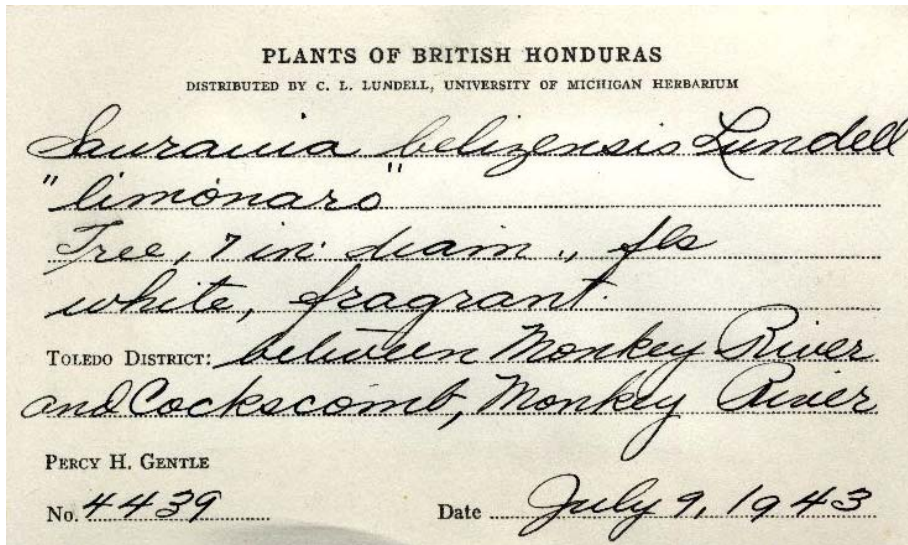 PLANTS OF BRITISH HONDURAS
DISTRIBUTED BY C. L. LUNDELL, UNIVERSITY OF MICHIGAN HERBARIUM
Saurauia belizensis Lundell
"limonaro"
Tree, 7 in. diam., fls
white, fragrant.
TOLEDO DISTRICT: between Monkey River
and Cockscomb, Monkey River
PERCY H. GENTLE
No. 4439 Date July 9, 1943